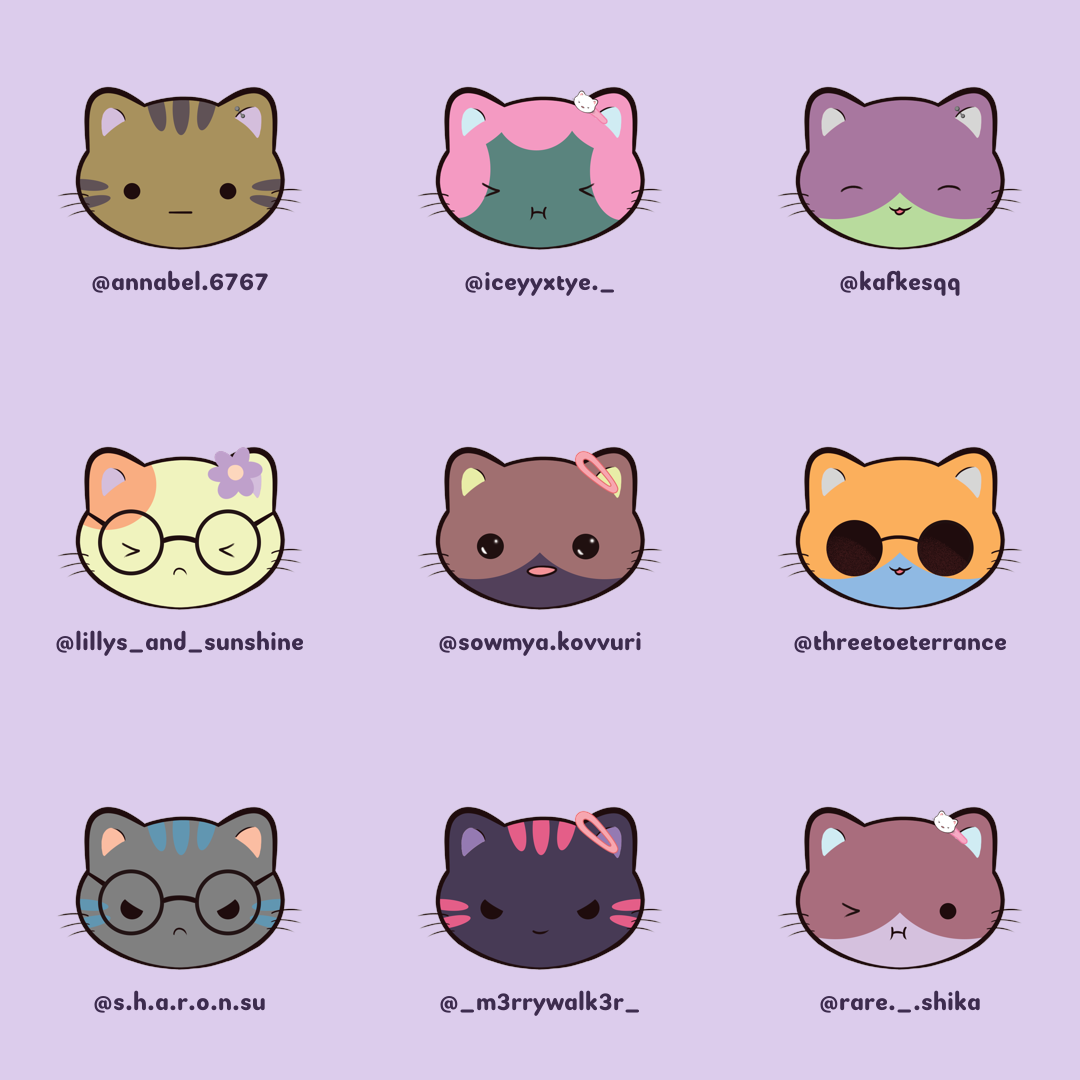 @annabel.6767
@iceyyxtye._
@kafkesqq
@lillys_and_sunshine
@sowmya.kovvuri
@threetoeterrance
@s.h.a.r.o.n.su
@_m3rrywalk3r_
@rare._.shika